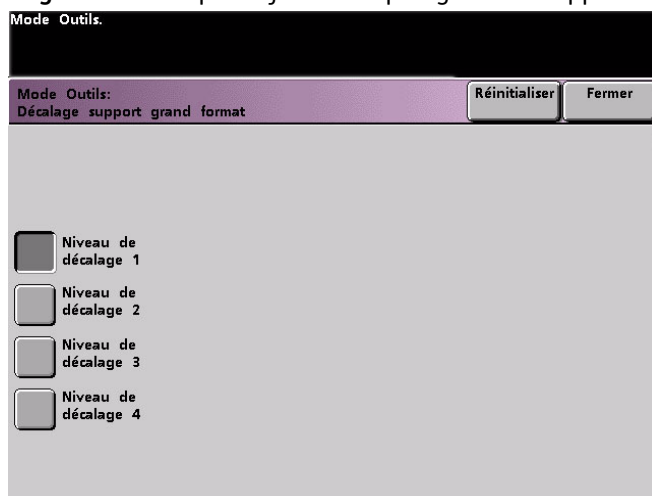 Mode Outils.
Mode Outils:
Décalage support grand format
Réinitialiser
Fermer
Niveau de
décalage 1
Niveau de
décalage 2
Niveau de
décalage 3
Niveau de
décalage 4